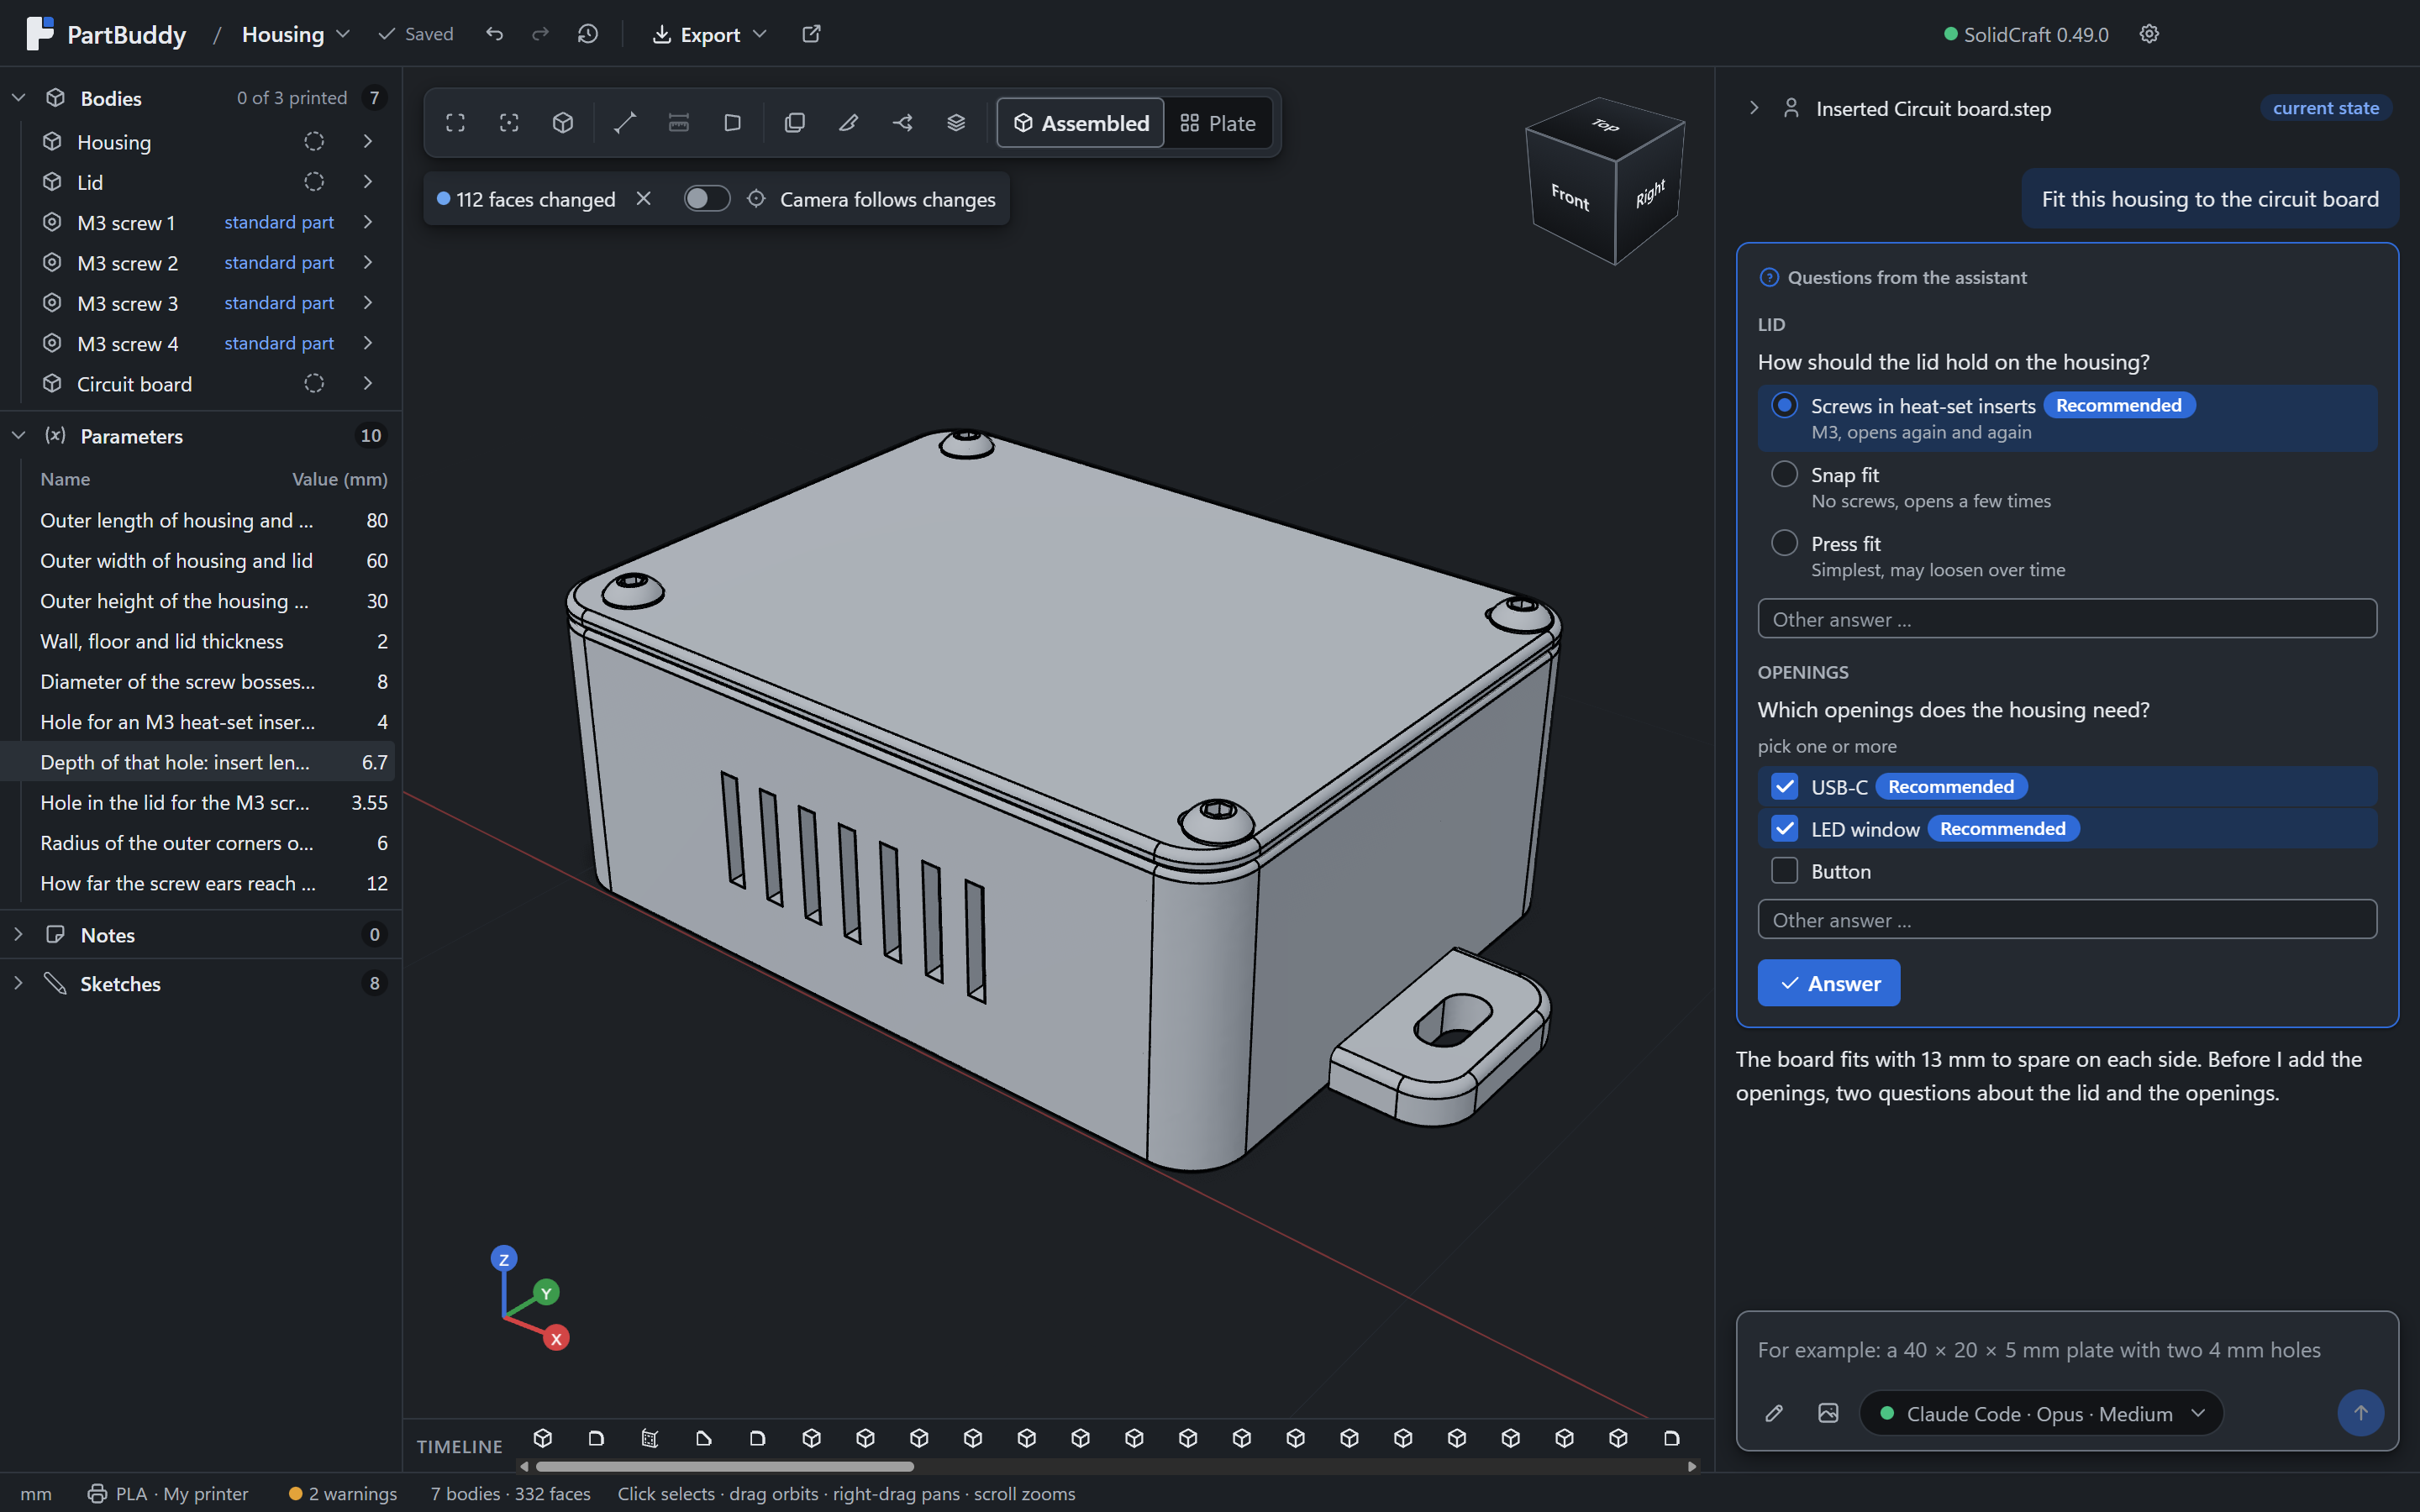 PartBuddy / Housing Saved Export SolidCraft 0.49.0
Bodies 0 of 3 printed 7
Housing
Lid
M3 screw 1 standard part
M3 screw 2 standard part
M3 screw 3 standard part
M3 screw 4 standard part
Circuit board
(x) Parameters 10
Name Value (mm)
Outer length of housing and ... 80
Outer width of housing and lid 60
Outer height of the housing ... 30
Wall, floor and lid thickness 2
Diameter of the screw bosses... 8
Hole for an M3 heat-set inser... 4
Depth of that hole: insert len... 6.7
Hole in the lid for the M3 scr... 3.55
Radius of the outer corners o... 6
How far the screw ears reach ... 12
Notes 0
Sketches 8
Assembled Plate
112 faces changed Camera follows changes
Top
Front
Right
Z
Y
X
TIMELINE
Inserted Circuit board.step current state
Fit this housing to the circuit board
Questions from the assistant
LID
How should the lid hold on the housing?
Screws in heat-set inserts Recommended
M3, opens again and again
Snap fit
No screws, opens a few times
Press fit
Simplest, may loosen over time
Other answer ...
OPENINGS
Which openings does the housing need?
pick one or more
USB-C Recommended
LED window Recommended
Button
Other answer ...
Answer
The board fits with 13 mm to spare on each side. Before I add the
openings, two questions about the lid and the openings.
For example: a 40 × 20 × 5 mm plate with two 4 mm holes
Claude Code · Opus · Medium
mm PLA · My printer 2 warnings 7 bodies · 332 faces Click selects · drag orbits · right-drag pans · scroll zooms